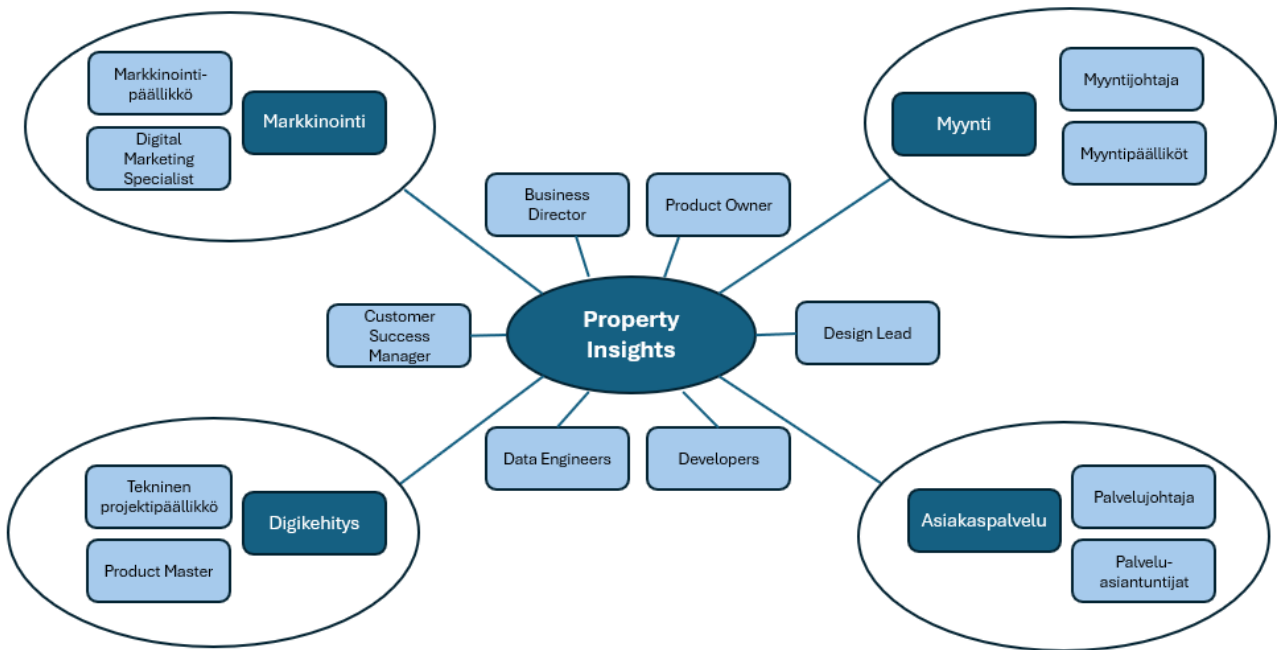 Markkinointi-
päällikkö
Markkinointi
Digital
Marketing
Specialist
Myynti
Myyntijohtaja
Myyntipäälliköt
Business
Director
Product Owner
Customer
Success
Manager
Property
Insights
Design Lead
Data Engineers
Developers
Tekninen
projektipäällikkö
Digikehitys
Product Master
Asiakaspalvelu
Palvelujohtaja
Palvelu-
asiantuntijat